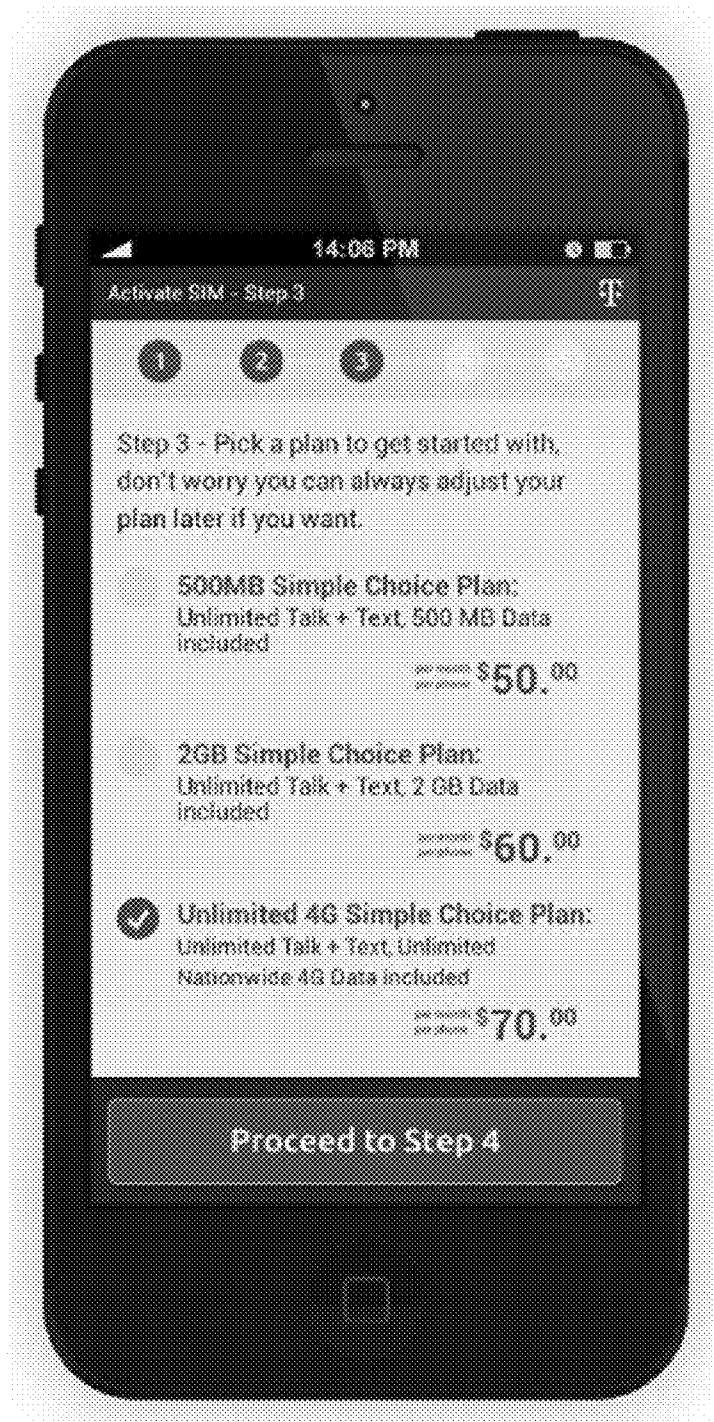 14:06 PM
Activate SIM - Step 3
T
1 2 3
Step 3 - Pick a plan to get started with,
don't worry you can always adjust your
plan later if you want.
500MB Simple Choice Plan:
Unlimited Talk + Text, 500 MB Data
included
$50.00
2GB Simple Choice Plan:
Unlimited Talk + Text, 2 GB Data
included
$60.00
Unlimited 4G Simple Choice Plan:
Unlimited Talk + Text, Unlimited
Nationwide 4G Data included
$70.00
Proceed to Step 4